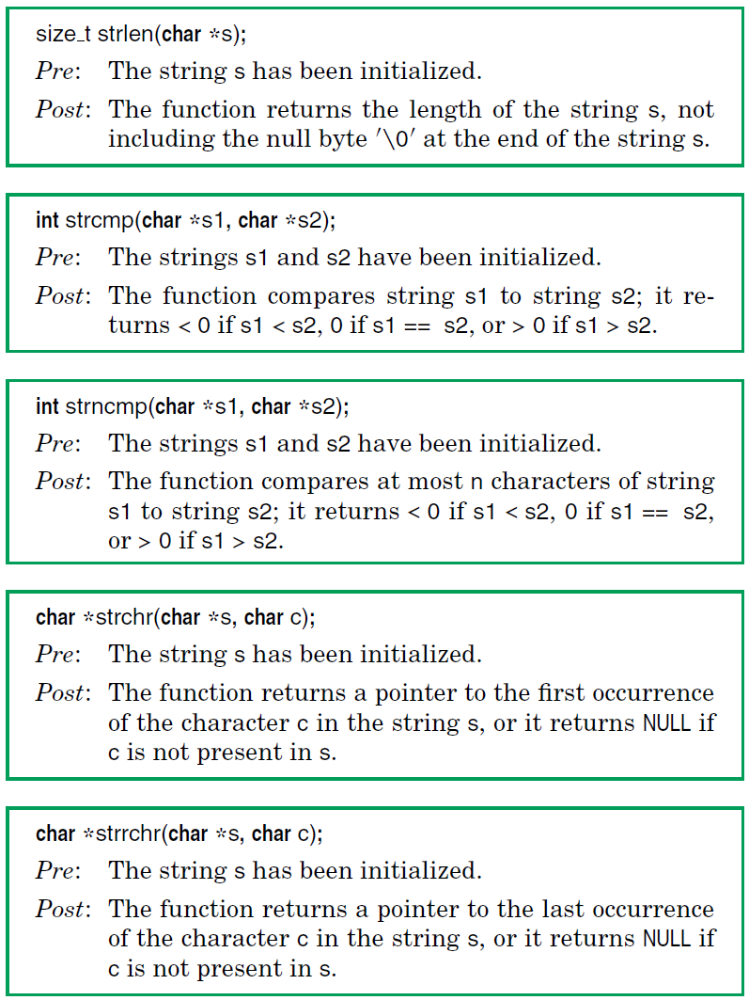 size_t strlen(char *s);
Pre: The string s has been initialized.
Post: The function returns the length of the string s, not
including the null byte ′\0′ at the end of the string s.
int strcmp(char *s1, char *s2);
Pre: The strings s1 and s2 have been initialized.
Post: The function compares string s1 to string s2; it re-
turns < 0 if s1 < s2, 0 if s1 == s2, or > 0 if s1 > s2.
int strncmp(char *s1, char *s2);
Pre: The strings s1 and s2 have been initialized.
Post: The function compares at most n characters of string
s1 to string s2; it returns < 0 if s1 < s2, 0 if s1 == s2,
or > 0 if s1 > s2.
char *strchr(char *s, char c);
Pre: The string s has been initialized.
Post: The function returns a pointer to the first occurrence
of the character c in the string s, or it returns NULL if
c is not present in s.
char *strrchr(char *s, char c);
Pre: The string s has been initialized.
Post: The function returns a pointer to the last occurrence
of the character c in the string s, or it returns NULL if
c is not present in s.